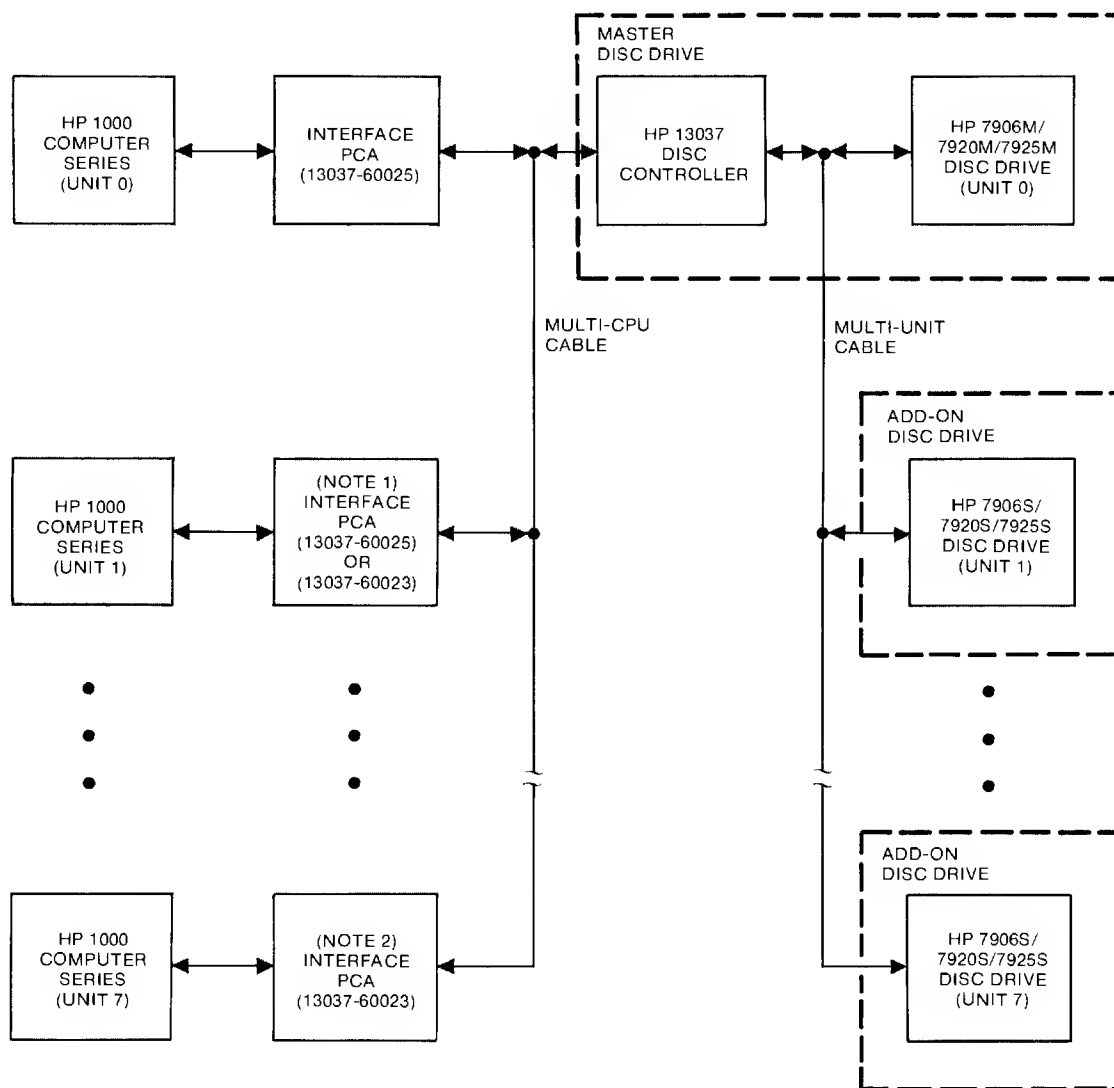 MASTER
DISC DRIVE
HP 1000
COMPUTER
SERIES
(UNIT 0)
INTERFACE
PCA
(13037-60025)
HP 13037
DISC
CONTROLLER
HP 7906M/
7920M/7925M
DISC DRIVE
(UNIT 0)
MULTI-CPU
CABLE
MULTI-UNIT
CABLE
ADD-ON
DISC DRIVE
HP 1000
COMPUTER
SERIES
(UNIT 1)
(NOTE 1)
INTERFACE
PCA
(13037-60025)
OR
(13037-60023)
HP 7906S/
7920S/7925S
DISC DRIVE
(UNIT 1)
ADD-ON
DISC DRIVE
HP 1000
COMPUTER
SERIES
(UNIT 7)
(NOTE 2)
INTERFACE
PCA
(13037-60023)
HP 7906S/
7920S/7925S
DISC DRIVE
(UNIT 7)